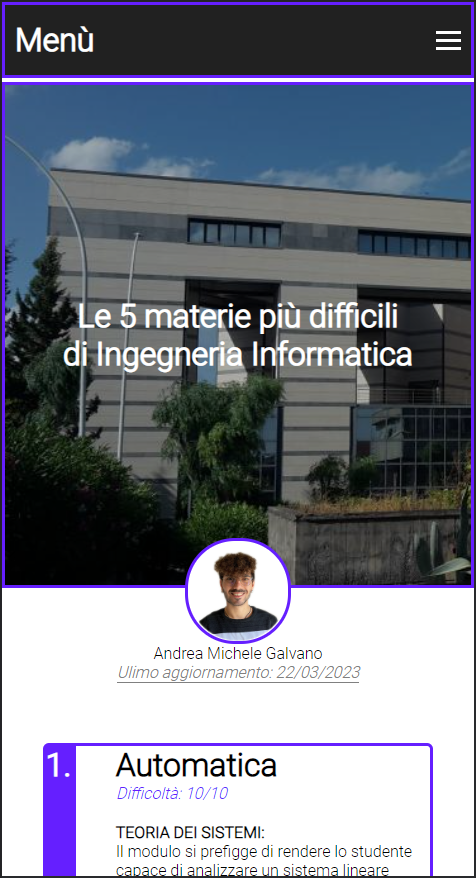 Menù
Le 5 materie più difficili
di Ingegneria Informatica
Andrea Michele Galvano
Ulimo aggiornamento: 22/03/2023
1. Automatica
Difficoltà: 10/10
TEORIA DEI SISTEMI:
Il modulo si prefigge di rendere lo studente
capace di analizzare un sistema lineare